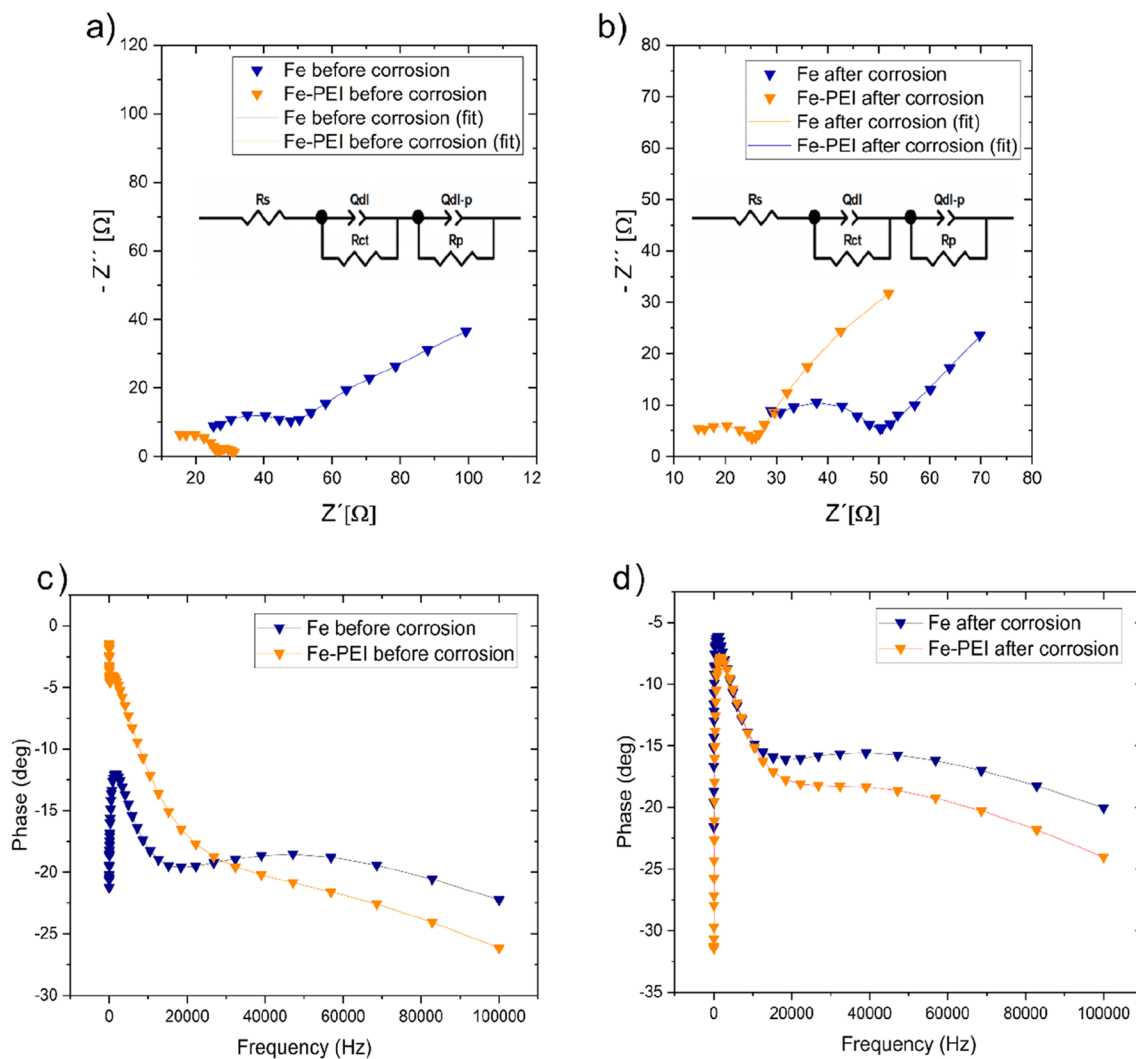 a)
120
100
80
60
40
20
0
- Z´´ [Ω]
Fe before corrosion
Fe-PEI before corrosion
Fe before corrosion (fit)
Fe-PEI before corrosion (fit)
Rs
Qdl
Qdl-p
Rct
Rp
20
40
60
80
100
12
Z´[Ω]
b)
80
70
60
50
40
30
20
10
0
- Z´´ [Ω]
Fe after corrosion
Fe-PEI after corrosion
Fe after corrosion (fit)
Fe-PEI after corrosion (fit)
Rs
Qdl
Qdl-p
Rct
Rp
10
20
30
40
50
60
70
80
Z´[Ω]
c)
0
-5
-10
-15
-20
-25
-30
Phase (deg)
Fe before corrosion
Fe-PEI before corrosion
0
20000
40000
60000
80000
100000
Frequency (Hz)
d)
-5
-10
-15
-20
-25
-30
-35
Phase (deg)
Fe after corrosion
Fe-PEI after corrosion
0
20000
40000
60000
80000
100000
Frequency (Hz)